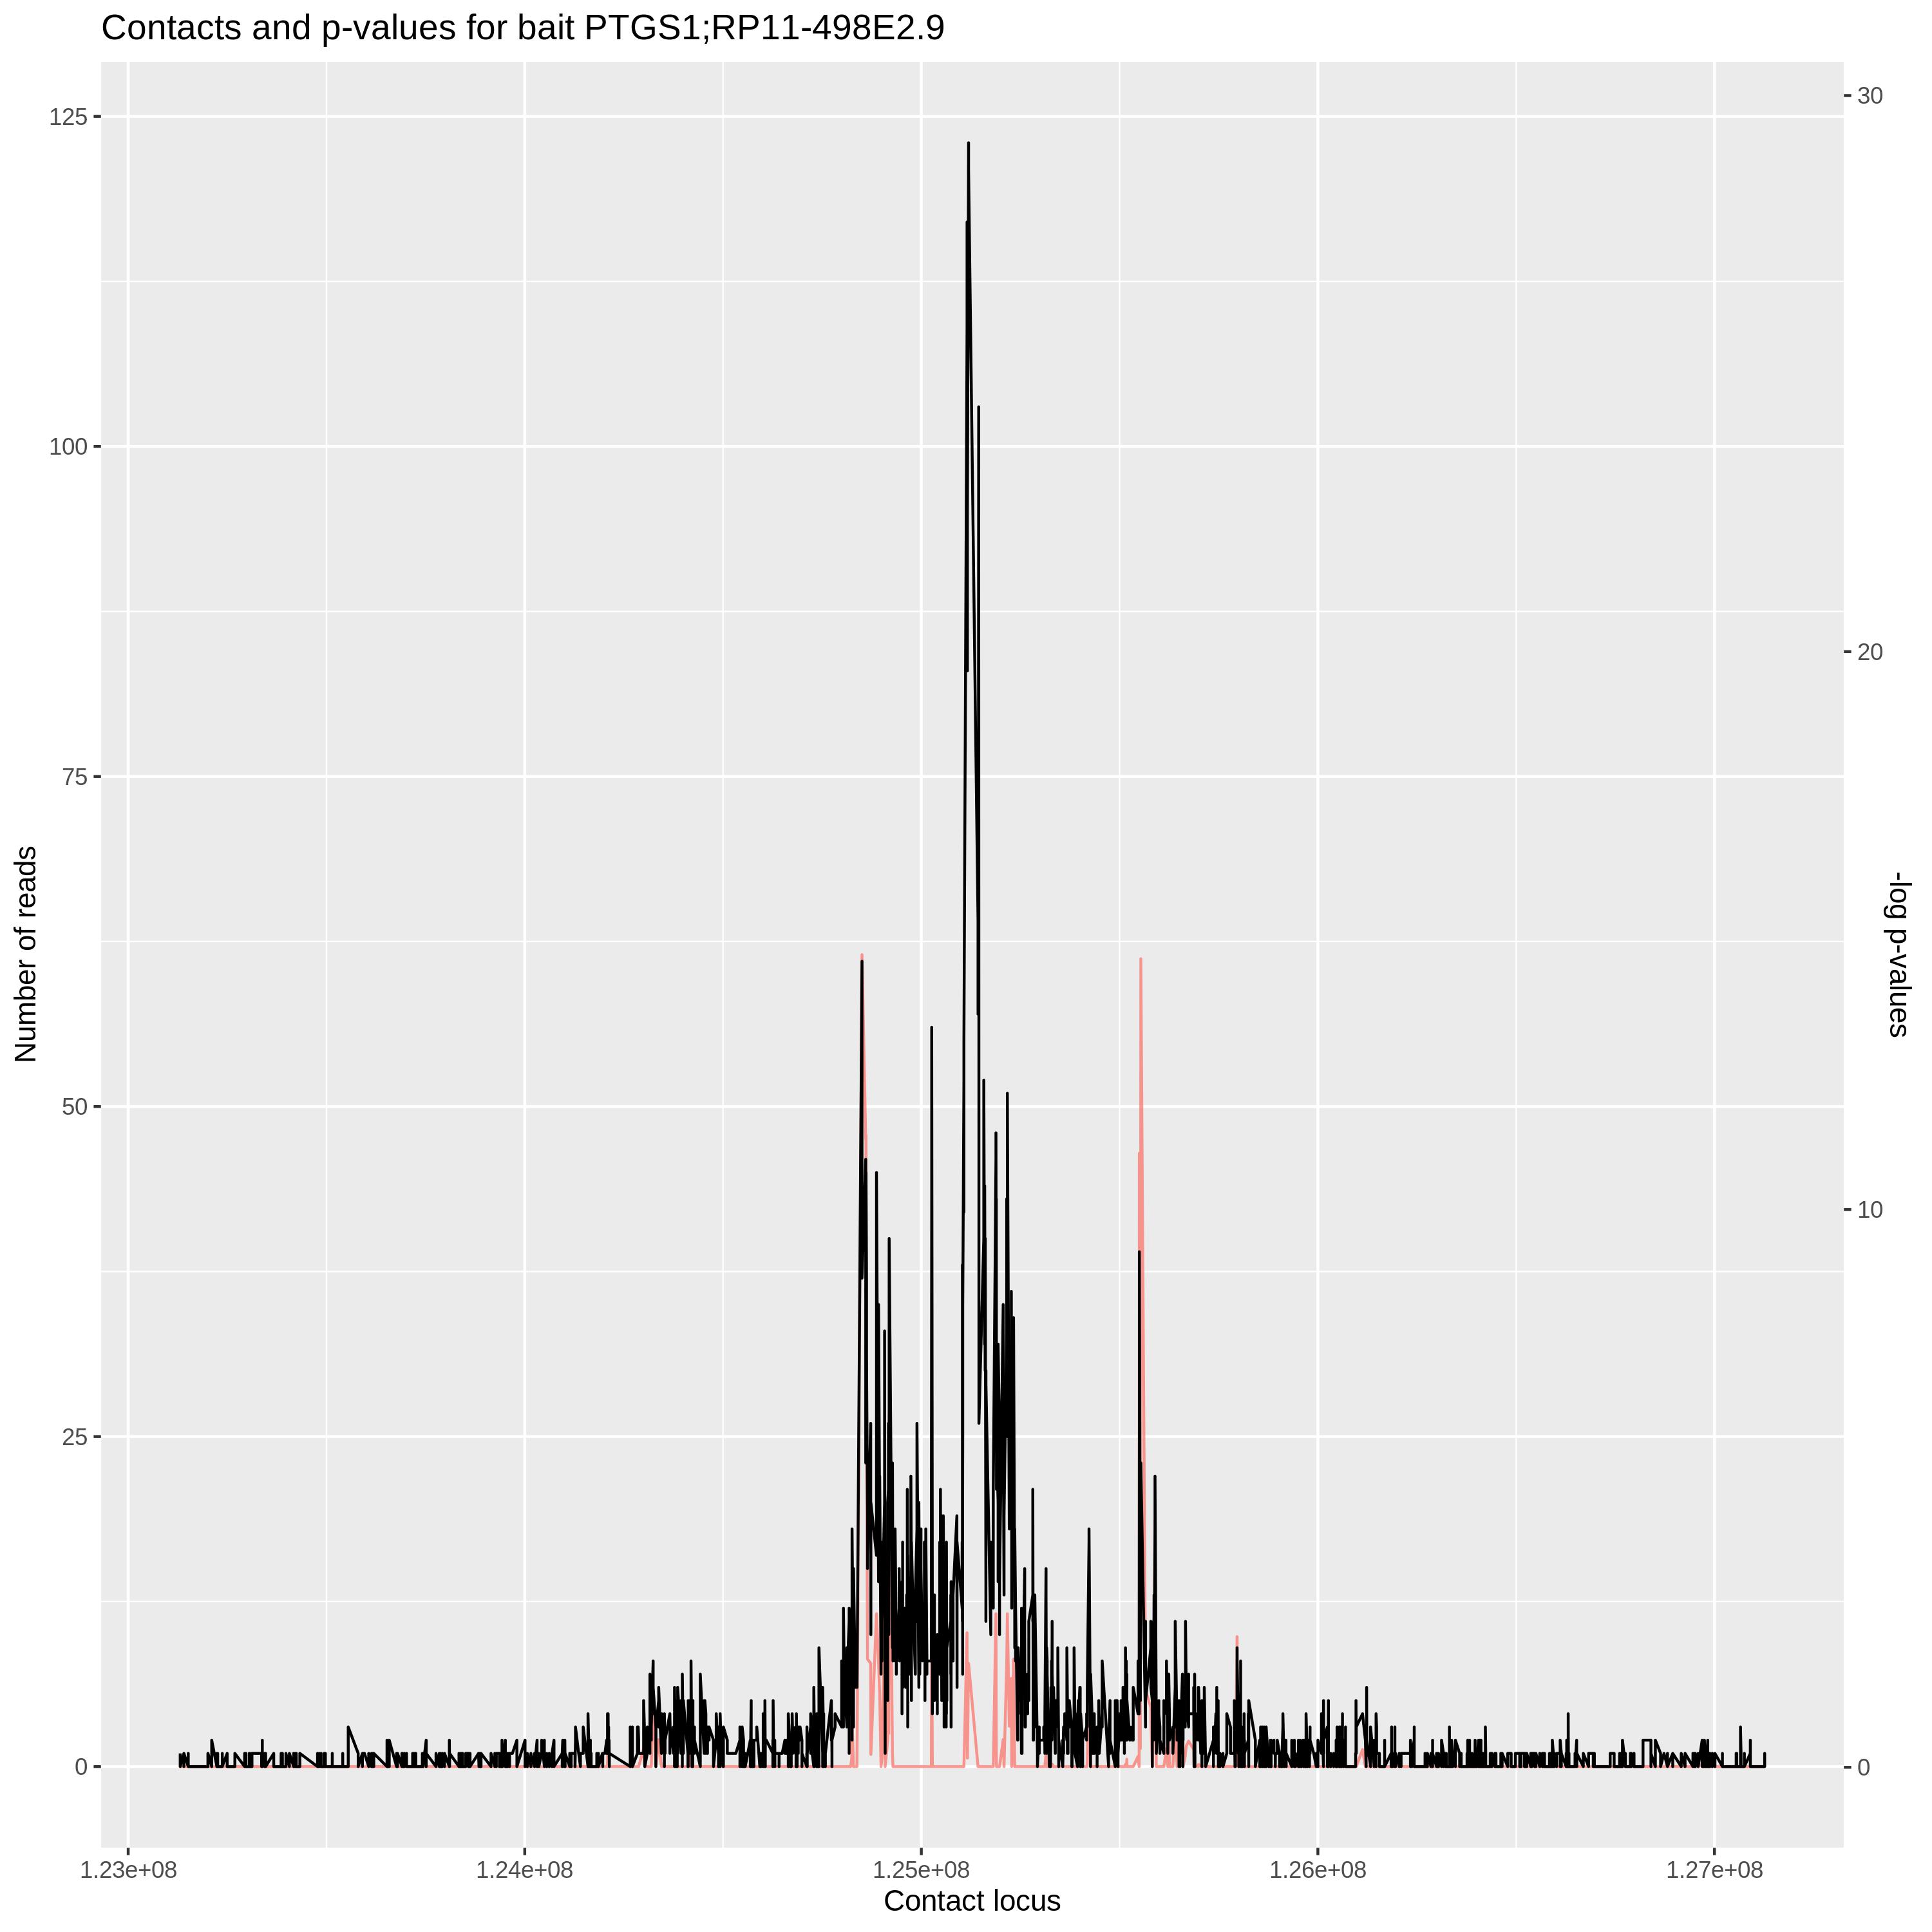 Contacts and p-values for bait PTGS1;RP11-498E2.9
125
100
75
50
25
0
Number of reads
30
20
10
0
-log p-values
1.23e+08
1.24e+08
1.25e+08
1.26e+08
1.27e+08
Contact locus